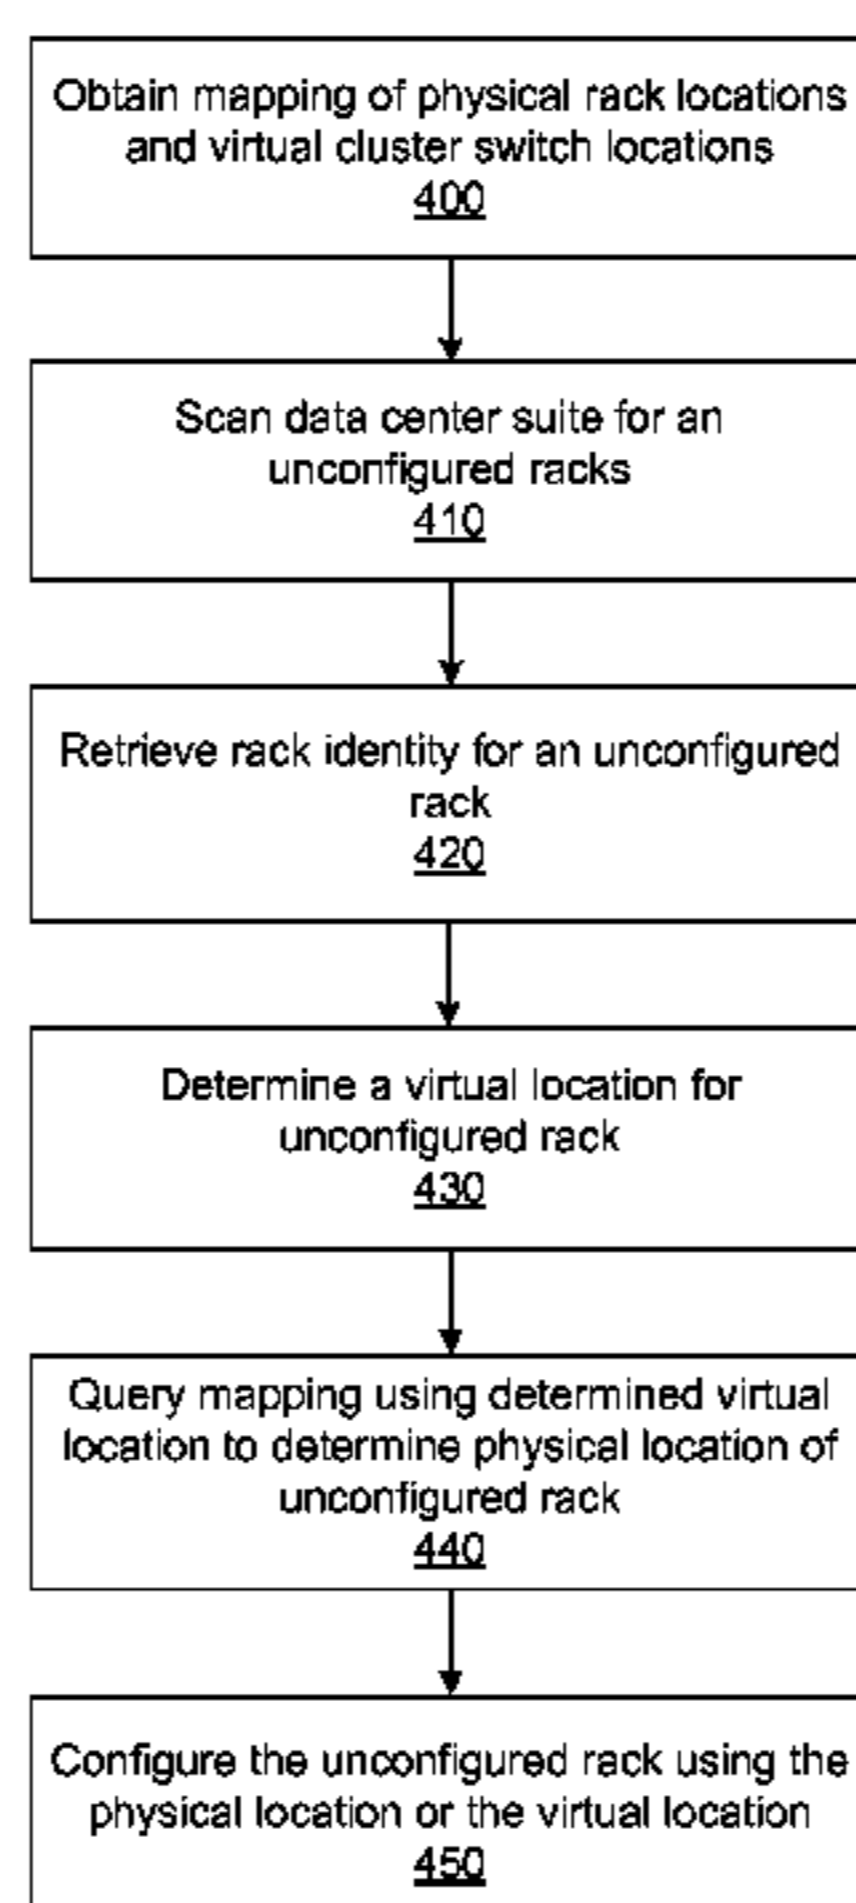 Obtain mapping of physical rack locations
and virtual cluster switch locations
400
Scan data center suite for an
unconfigured racks
410
Retrieve rack identity for an unconfigured
rack
420
Determine a virtual location for
unconfigured rack
430
Query mapping using determined virtual
location to determine physical location of
unconfigured rack
440
Configure the unconfigured rack using the
physical location or the virtual location
450